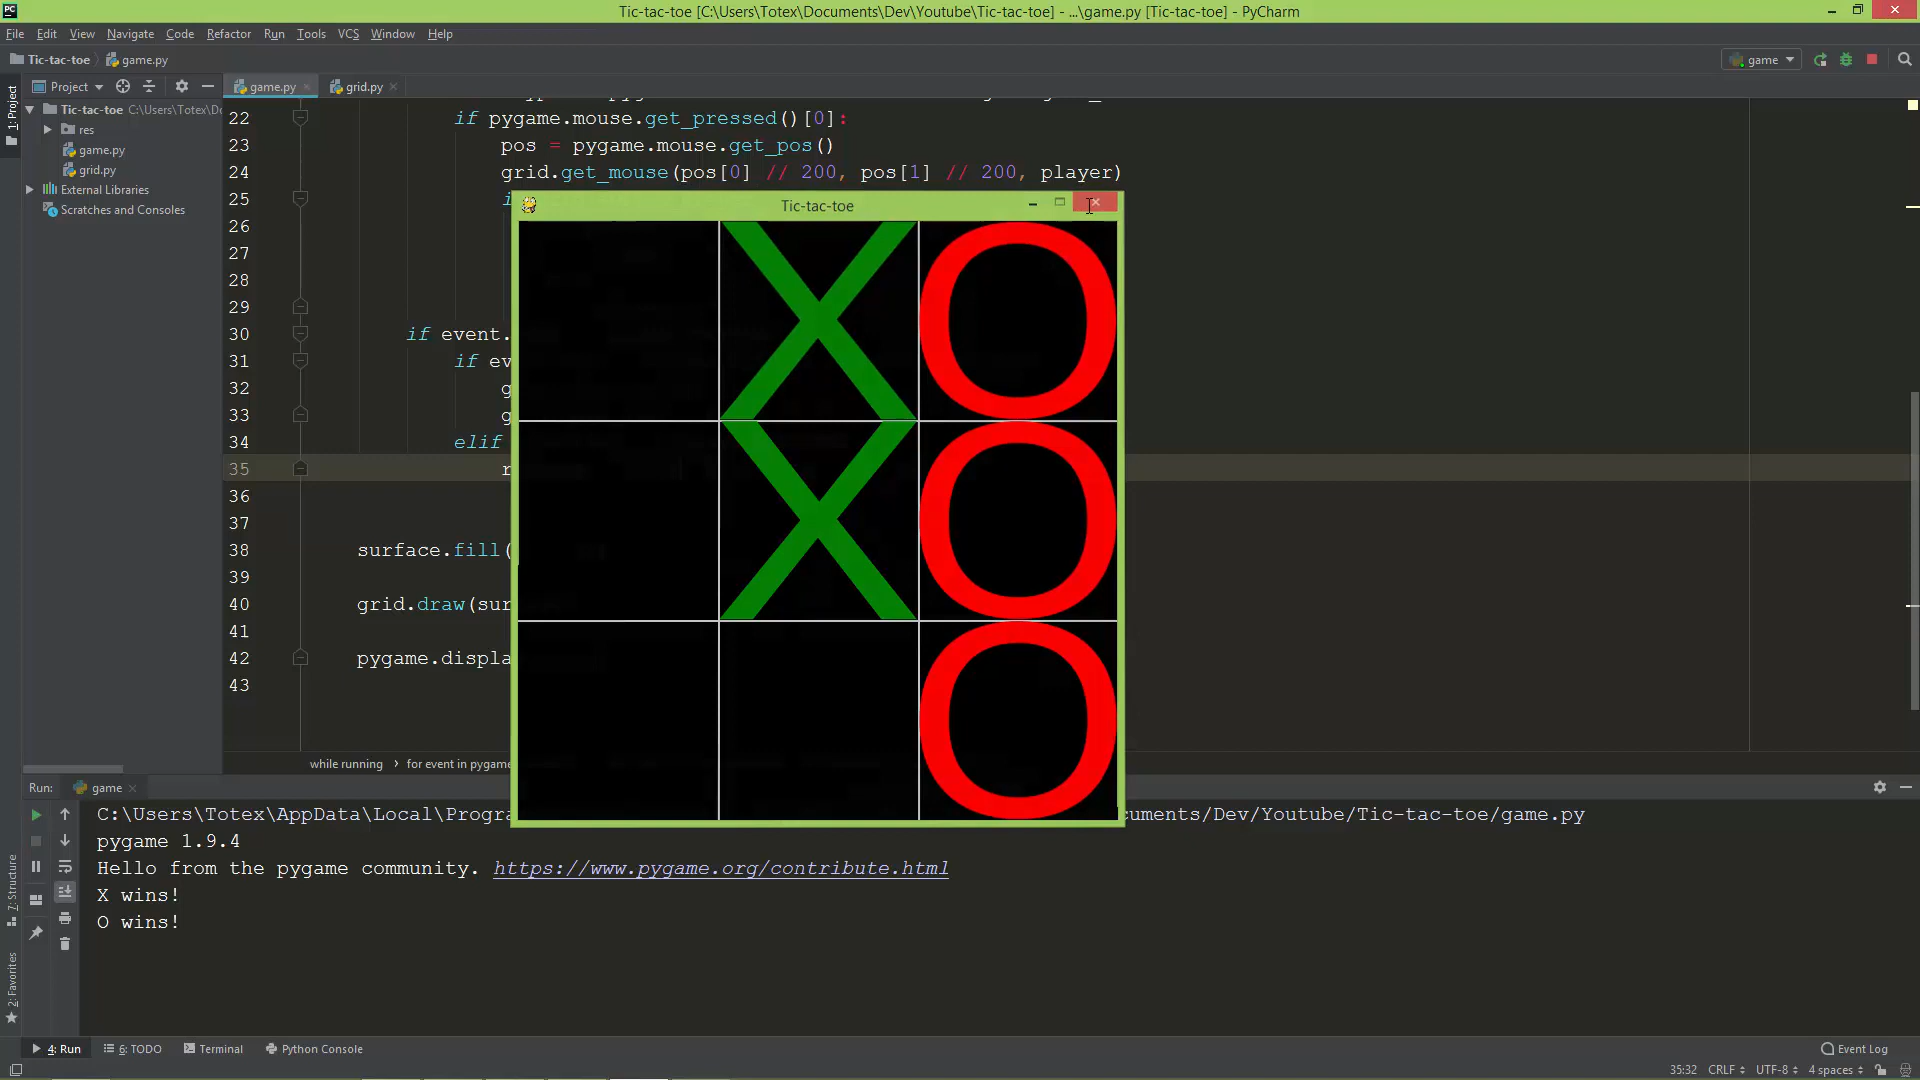 Tic-tac-toe [C:\Users\Totex\Documents\Dev\Youtube\Tic-tac-toe] - ...\game.py [Tic-tac-toe] - PyCharm
File Edit View Navigate Code Refactor Run Tools VCS Window Help
Tic-tac-toe game.py game
Project game.py grid.py
1: Project
Tic-tac-toe C:\Users\Totex\Do
res
game.py
grid.py
External Libraries
Scratches and Consoles
22 if pygame.mouse.get_pressed()[0]:
23 pos = pygame.mouse.get_pos()
24 grid.get_mouse(pos[0] // 200, pos[1] // 200, player)
25
26
27
28
29
30 if event.
31 if ev
32 g
33 g
34 elif
35 r
36
37
38 surface.fill(
39
40 grid.draw(sur
41
42 pygame.displa
43
Tic-tac-toe
X O
X O
O
while running for event in pygame
Run: game
C:\Users\Totex\AppData\Local\Progra cuments/Dev/Youtube/Tic-tac-toe/game.py
pygame 1.9.4
Hello from the pygame community. https://www.pygame.org/contribute.html
X wins!
O wins!
7: Structure
2: Favorites
4: Run 6: TODO Terminal Python Console Event Log
35:32 CRLF UTF-8 4 spaces